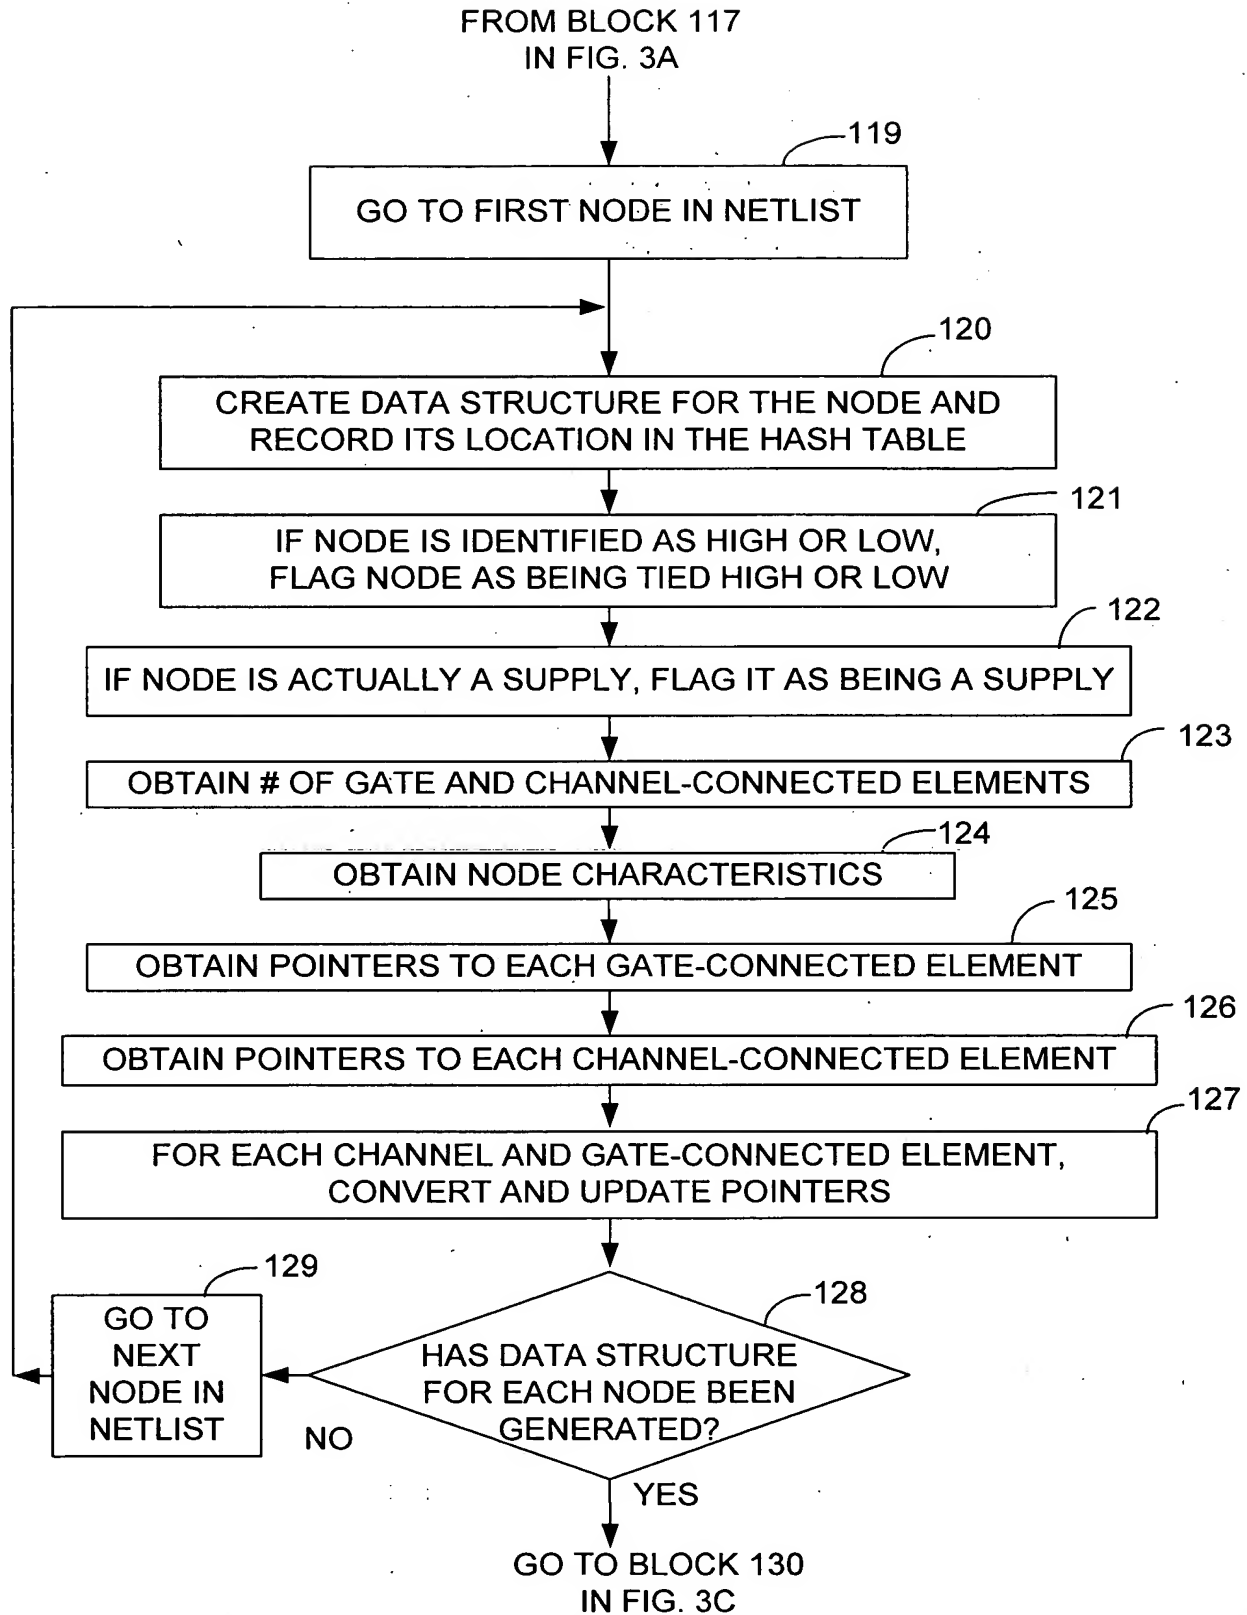 FROM BLOCK 117
IN FIG. 3A
119
GO TO FIRST NODE IN NETLIST
120
CREATE DATA STRUCTURE FOR THE NODE AND
RECORD ITS LOCATION IN THE HASH TABLE
121
IF NODE IS IDENTIFIED AS HIGH OR LOW,
FLAG NODE AS BEING TIED HIGH OR LOW
122
IF NODE IS ACTUALLY A SUPPLY, FLAG IT AS BEING A SUPPLY
123
OBTAIN # OF GATE AND CHANNEL-CONNECTED ELEMENTS
124
OBTAIN NODE CHARACTERISTICS
125
OBTAIN POINTERS TO EACH GATE-CONNECTED ELEMENT
126
OBTAIN POINTERS TO EACH CHANNEL-CONNECTED ELEMENT
127
FOR EACH CHANNEL AND GATE-CONNECTED ELEMENT,
CONVERT AND UPDATE POINTERS
128
HAS DATA STRUCTURE
FOR EACH NODE BEEN
GENERATED?
129
GO TO
NEXT
NODE IN
NETLIST
NO
YES
GO TO BLOCK 130
IN FIG. 3C